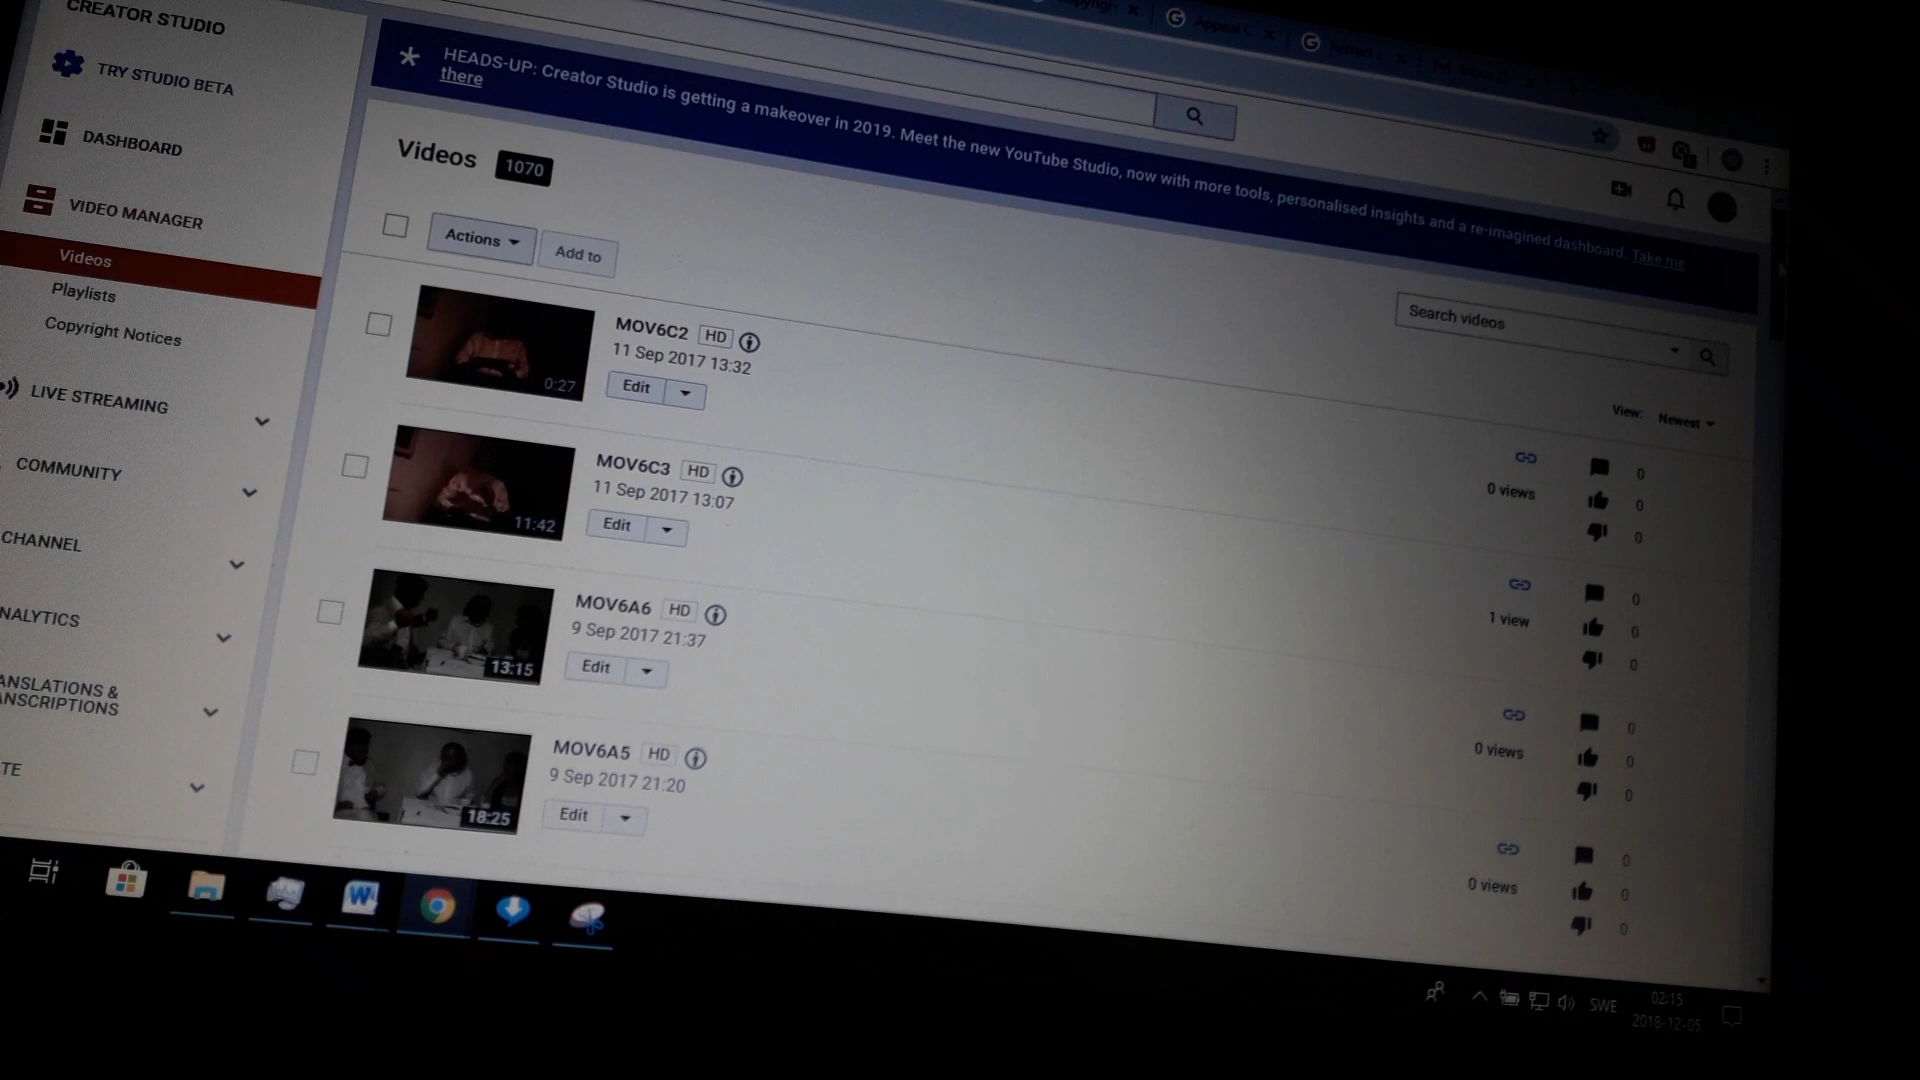 Appeal
CREATOR STUDIO
TRY STUDIO BETA
DASHBOARD
VIDEO MANAGER
Videos
Playlists
Copyright Notices
LIVE STREAMING
COMMUNITY
CHANNEL
NALYTICS
ANSLATIONS &
ANSCRIPTIONS
TE
HEADS-UP: Creator Studio is getting a makeover in 2019. Meet the new YouTube Studio, now with more tools, personalised insights and a re-imagined dashboard. Take me
there
Videos 1070
Actions Add to
Search videos
View: Newest
MOV6C2 HD
11 Sep 2017 13:32
Edit
0:27
0 views
0
0
0
MOV6C3 HD
11 Sep 2017 13:07
Edit
11:42
1 view
0
0
0
MOV6A6 HD
9 Sep 2017 21:37
Edit
13:15
0 views
0
0
0
MOV6A5 HD
9 Sep 2017 21:20
Edit
18:25
0 views
0
0
0
W
SWE
02:15
2018-12-05